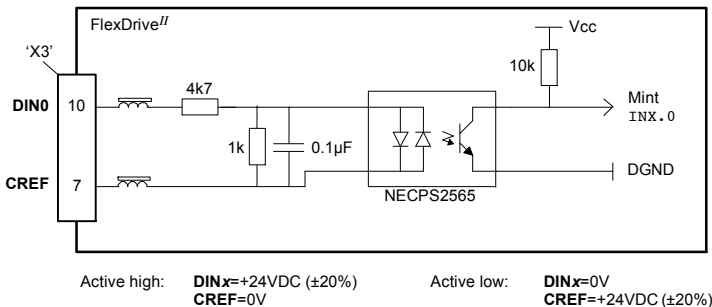 FlexDrive II
'X3'
Vcc
10k
4k7
DIN0 10
Mint
INX.0
1k
0.1µF
CREF 7
DGND
NECPS2565
Active high: DINx=+24VDC (±20%)
CREF=0V
Active low: DINx=0V
CREF=+24VDC (±20%)